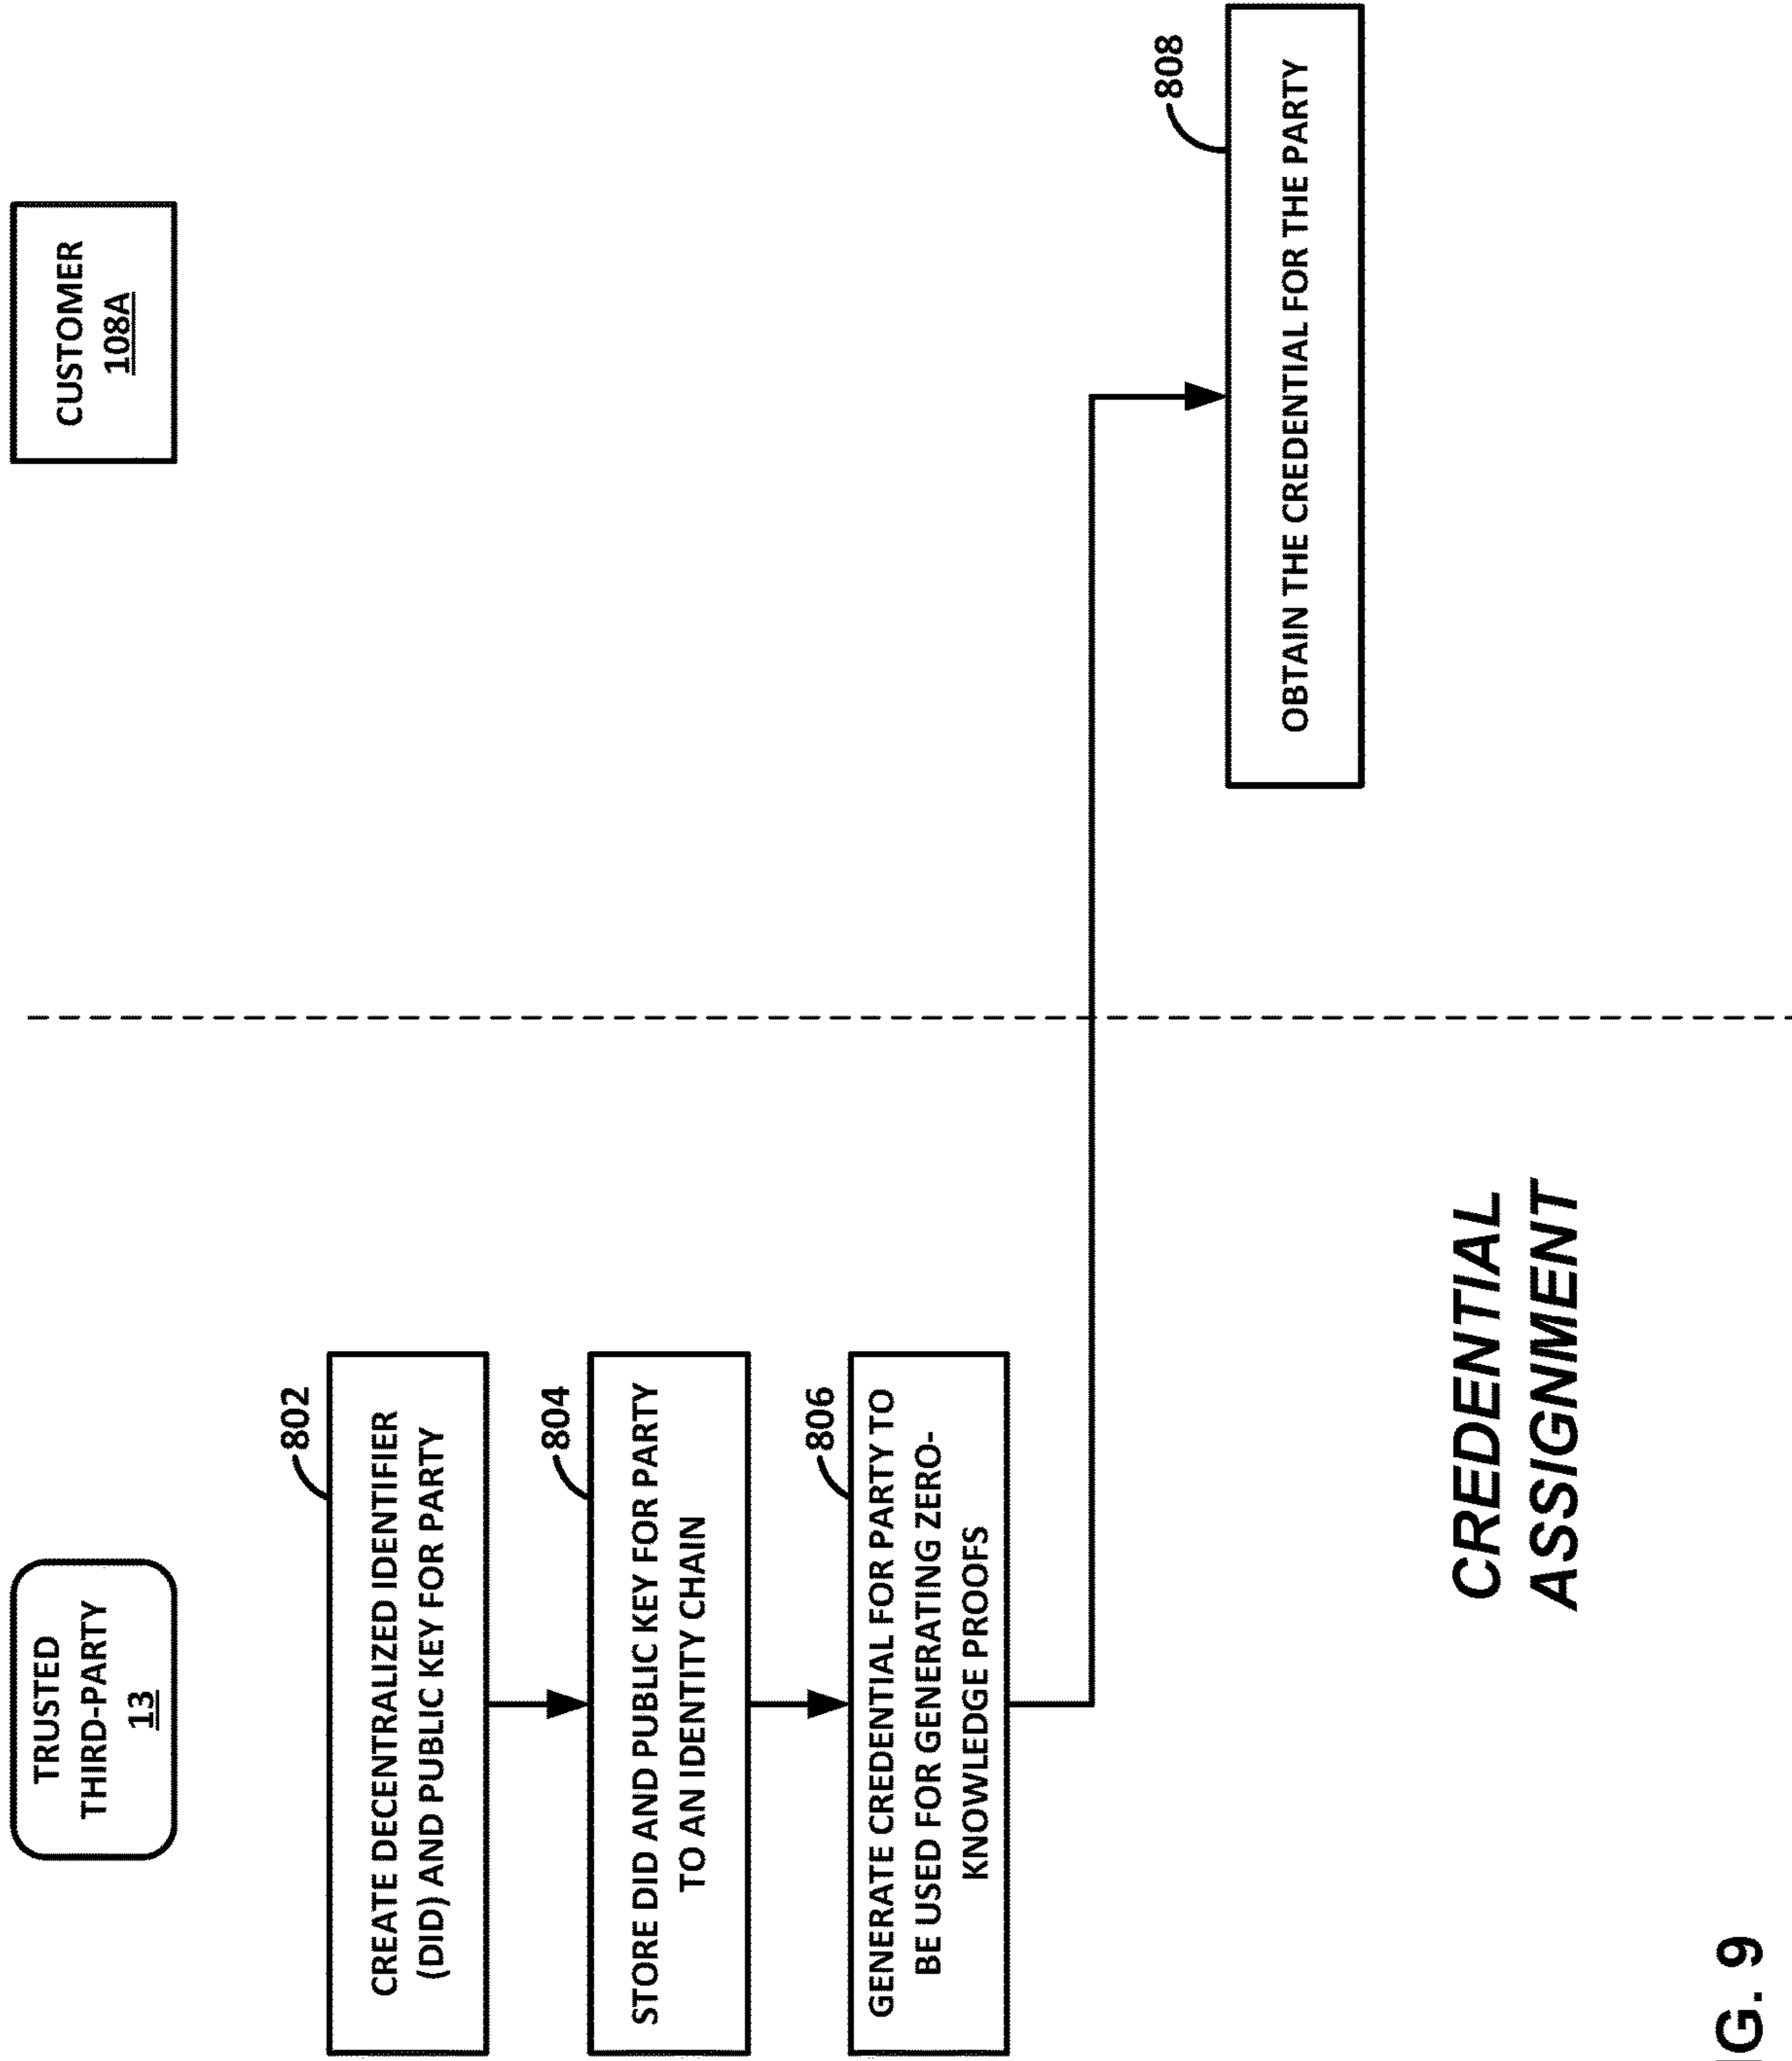 TRUSTED
THIRD-PARTY
13
CUSTOMER
108A
802
CREATE DECENTRALIZED IDENTIFIER
(DID) AND PUBLIC KEY FOR PARTY
804
STORE DID AND PUBLIC KEY FOR PARTY
TO AN IDENTITY CHAIN
806
GENERATE CREDENTIAL FOR PARTY TO
BE USED FOR GENERATING ZERO-
KNOWLEDGE PROOFS
808
OBTAIN THE CREDENTIAL FOR THE PARTY
CREDENTIAL
ASSIGNMENT
G. 9